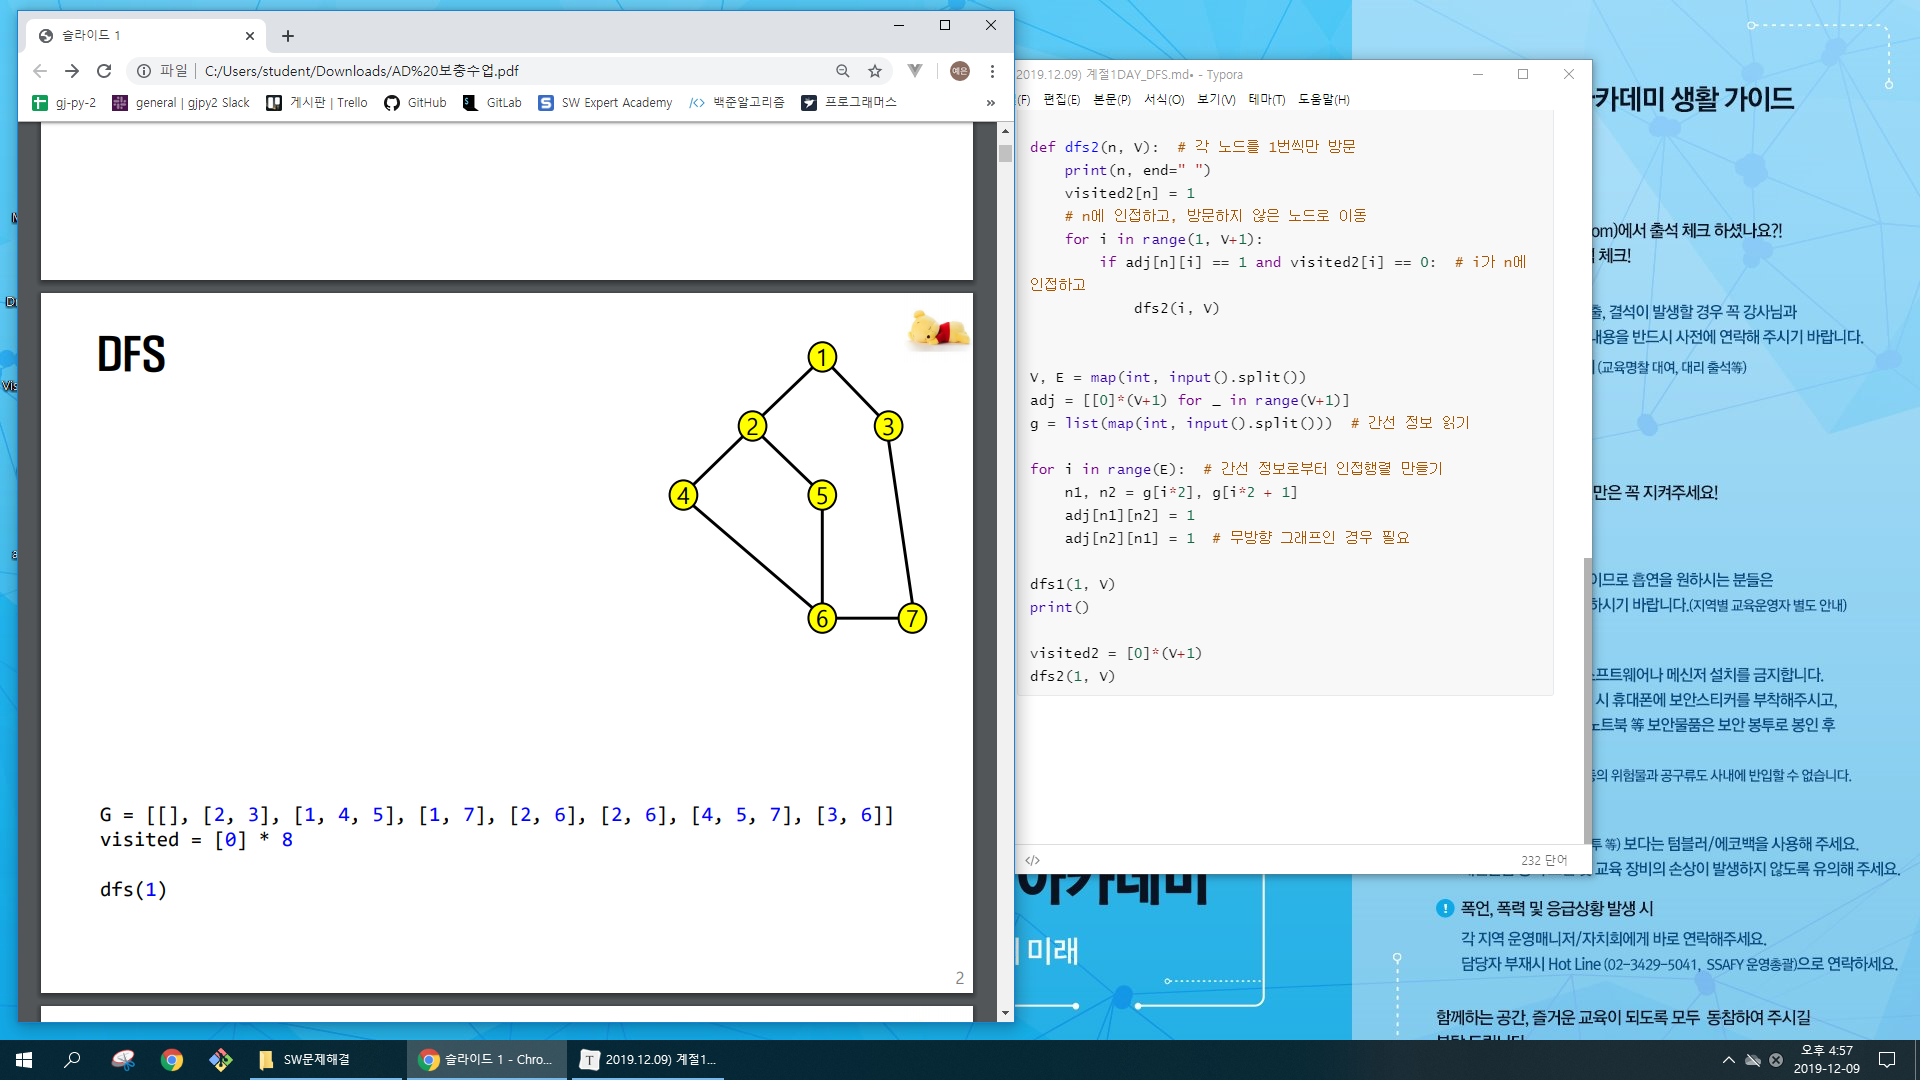 슬라이드 1
파일 C:/Users/student/Downloads/AD%20보충수업.pdf
예은
gj-py-2 general | gjpy2 Slack 게시판 | Trello GitHub GitLab SW Expert Academy 백준알고리즘 프로그래머스 »
DFS
1
2
3
4
5
6
7
G = [[], [2, 3], [1, 4, 5], [1, 7], [2, 6], [2, 6], [4, 5, 7], [3, 6]]
visited = [0] * 8
dfs(1)
2
2019.12.09) 계절1DAY_DFS.md• - Typora
(F) 편집(E) 본문(P) 서식(O) 보기(V) 테마(T) 도움말(H)
def dfs2(n, V):  # 각 노드를 1번씩만 방문
    print(n, end=" ")
    visited2[n] = 1
    # n에 인접하고, 방문하지 않은 노드로 이동
    for i in range(1, V+1):
        if adj[n][i] == 1 and visited2[i] == 0:  # i가 n에
인접하고
            dfs2(i, V)
V, E = map(int, input().split())
adj = [[0]*(V+1) for _ in range(V+1)]
g = list(map(int, input().split()))  # 간선 정보 읽기
for i in range(E):  # 간선 정보로부터 인접행렬 만들기
    n1, n2 = g[i*2], g[i*2 + 1]
    adj[n1][n2] = 1
    adj[n2][n1] = 1  # 무방향 그래프인 경우 필요
dfs1(1, V)
print()
visited2 = [0]*(V+1)
dfs2(1, V)
</> 232 단어
카데미 생활 가이드
om)에서 출석 체크 하셨나요?!
체크!
출, 결석이 발생할 경우 꼭 강사님과
내용을 반드시 사전에 연락해 주시기 바랍니다.
(교육명찰 대여, 대리 출석等)
만은 꼭 지켜주세요!
이므로 흡연을 원하시는 분들은
하시기 바랍니다.(지역별 교육운영자 별도 안내)
소프트웨어나 메신저 설치를 금지합니다.
시 휴대폰에 보안스티커를 부착해주시고,
노트북 等 보안물품은 보안 봉투로 봉인 후
위험물과 공구류도 사내에 반입할 수 없습니다.
투 等) 보다는 텀블러/에코백을 사용해 주세요.
교육 장비의 손상이 발생하지 않도록 유의해 주세요.
! 폭언, 폭력 및 응급상황 발생 시
각 지역 운영매니저/자치회에게 바로 연락해주세요.
담당자 부재시 Hot Line (02-3429-5041, SSAFY 운영총괄)으로 연락하세요.
함께하는 공간, 즐거운 교육이 되도록 모두 동참하여 주시길
아카데미
미래
SW문제해결
슬라이드 1 - Chro...
T 2019.12.09) 계절1...
오후 4:57
2019-12-09